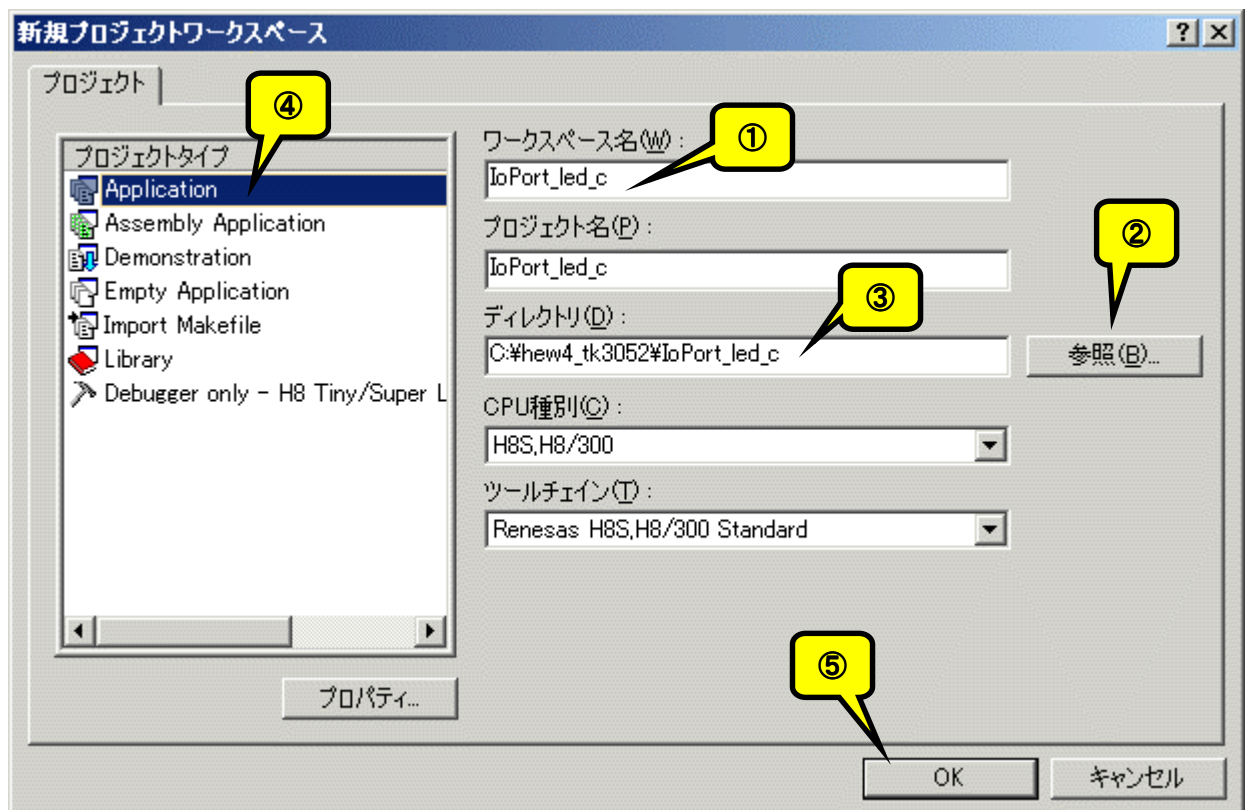 新規プロジェクトワークスペース
プロジェクト
④
プロジェクトタイプ
Application
Assembly Application
Demonstration
Empty Application
Import Makefile
Library
Debugger only - H8 Tiny/Super L
プロパティ...
ワークスペース名(W):
①
IoPort_led_c
プロジェクト名(P):
IoPort_led_c
②
ディレクトリ(D):
③
C:¥hew4_tk3052¥IoPort_led_c
参照(B)...
CPU種別(C):
H8S,H8/300
ツールチェイン(T):
Renesas H8S,H8/300 Standard
⑤
OK
キャンセル